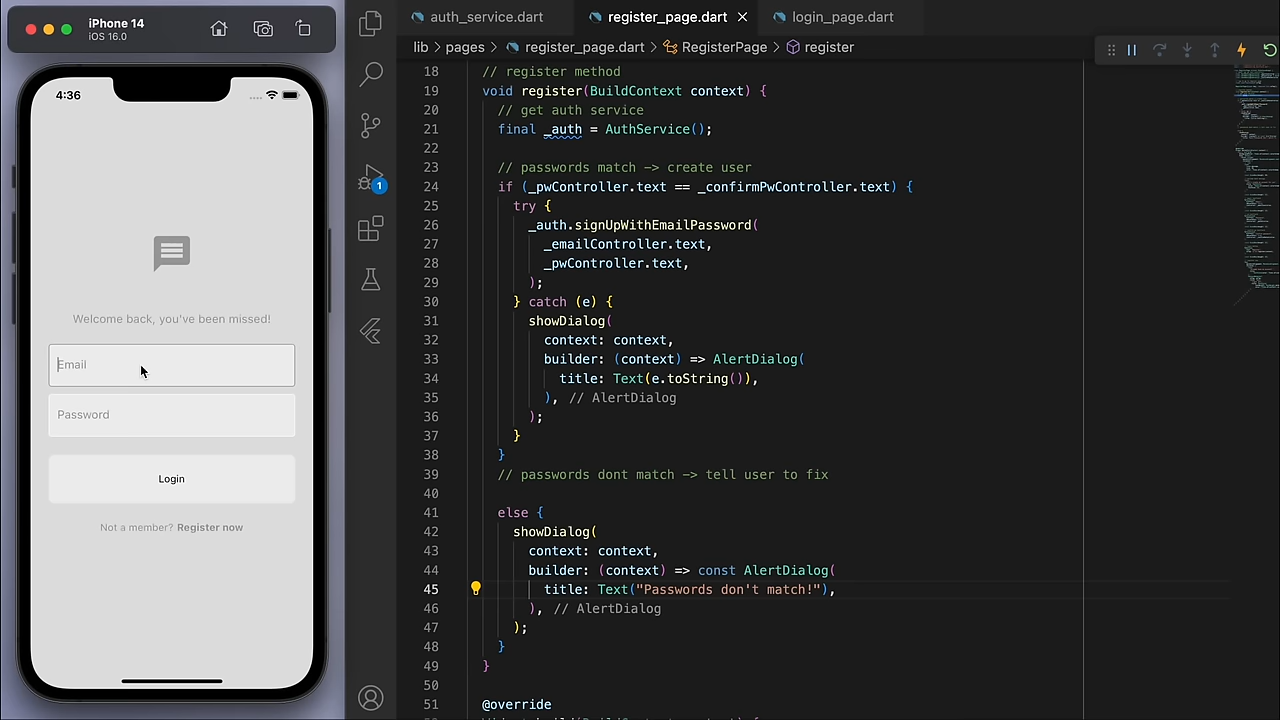 iPhone 14
iOS 16.0
4:36
Welcome back, you've been missed!
Email
Password
Login
Not a member? Register now
1
auth_service.dart
register_page.dart
login_page.dart
lib > pages > register_page.dart > RegisterPage > register
18 // register method
19 void register(BuildContext context) {
20 // get auth service
21 final _auth = AuthService();
22
23 // passwords match -> create user
24 if (_pwController.text == _confirmPwController.text) {
25 try {
26 _auth.signUpWithEmailPassword(
27 _emailController.text,
28 _pwController.text,
29 );
30 } catch (e) {
31 showDialog(
32 context: context,
33 builder: (context) => AlertDialog(
34 title: Text(e.toString()),
35 ), // AlertDialog
36 );
37 }
38 }
39 // passwords dont match -> tell user to fix
40
41 else {
42 showDialog(
43 context: context,
44 builder: (context) => const AlertDialog(
45 title: Text("Passwords don't match!"),
46 ), // AlertDialog
47 );
48 }
49 }
50
51 @override